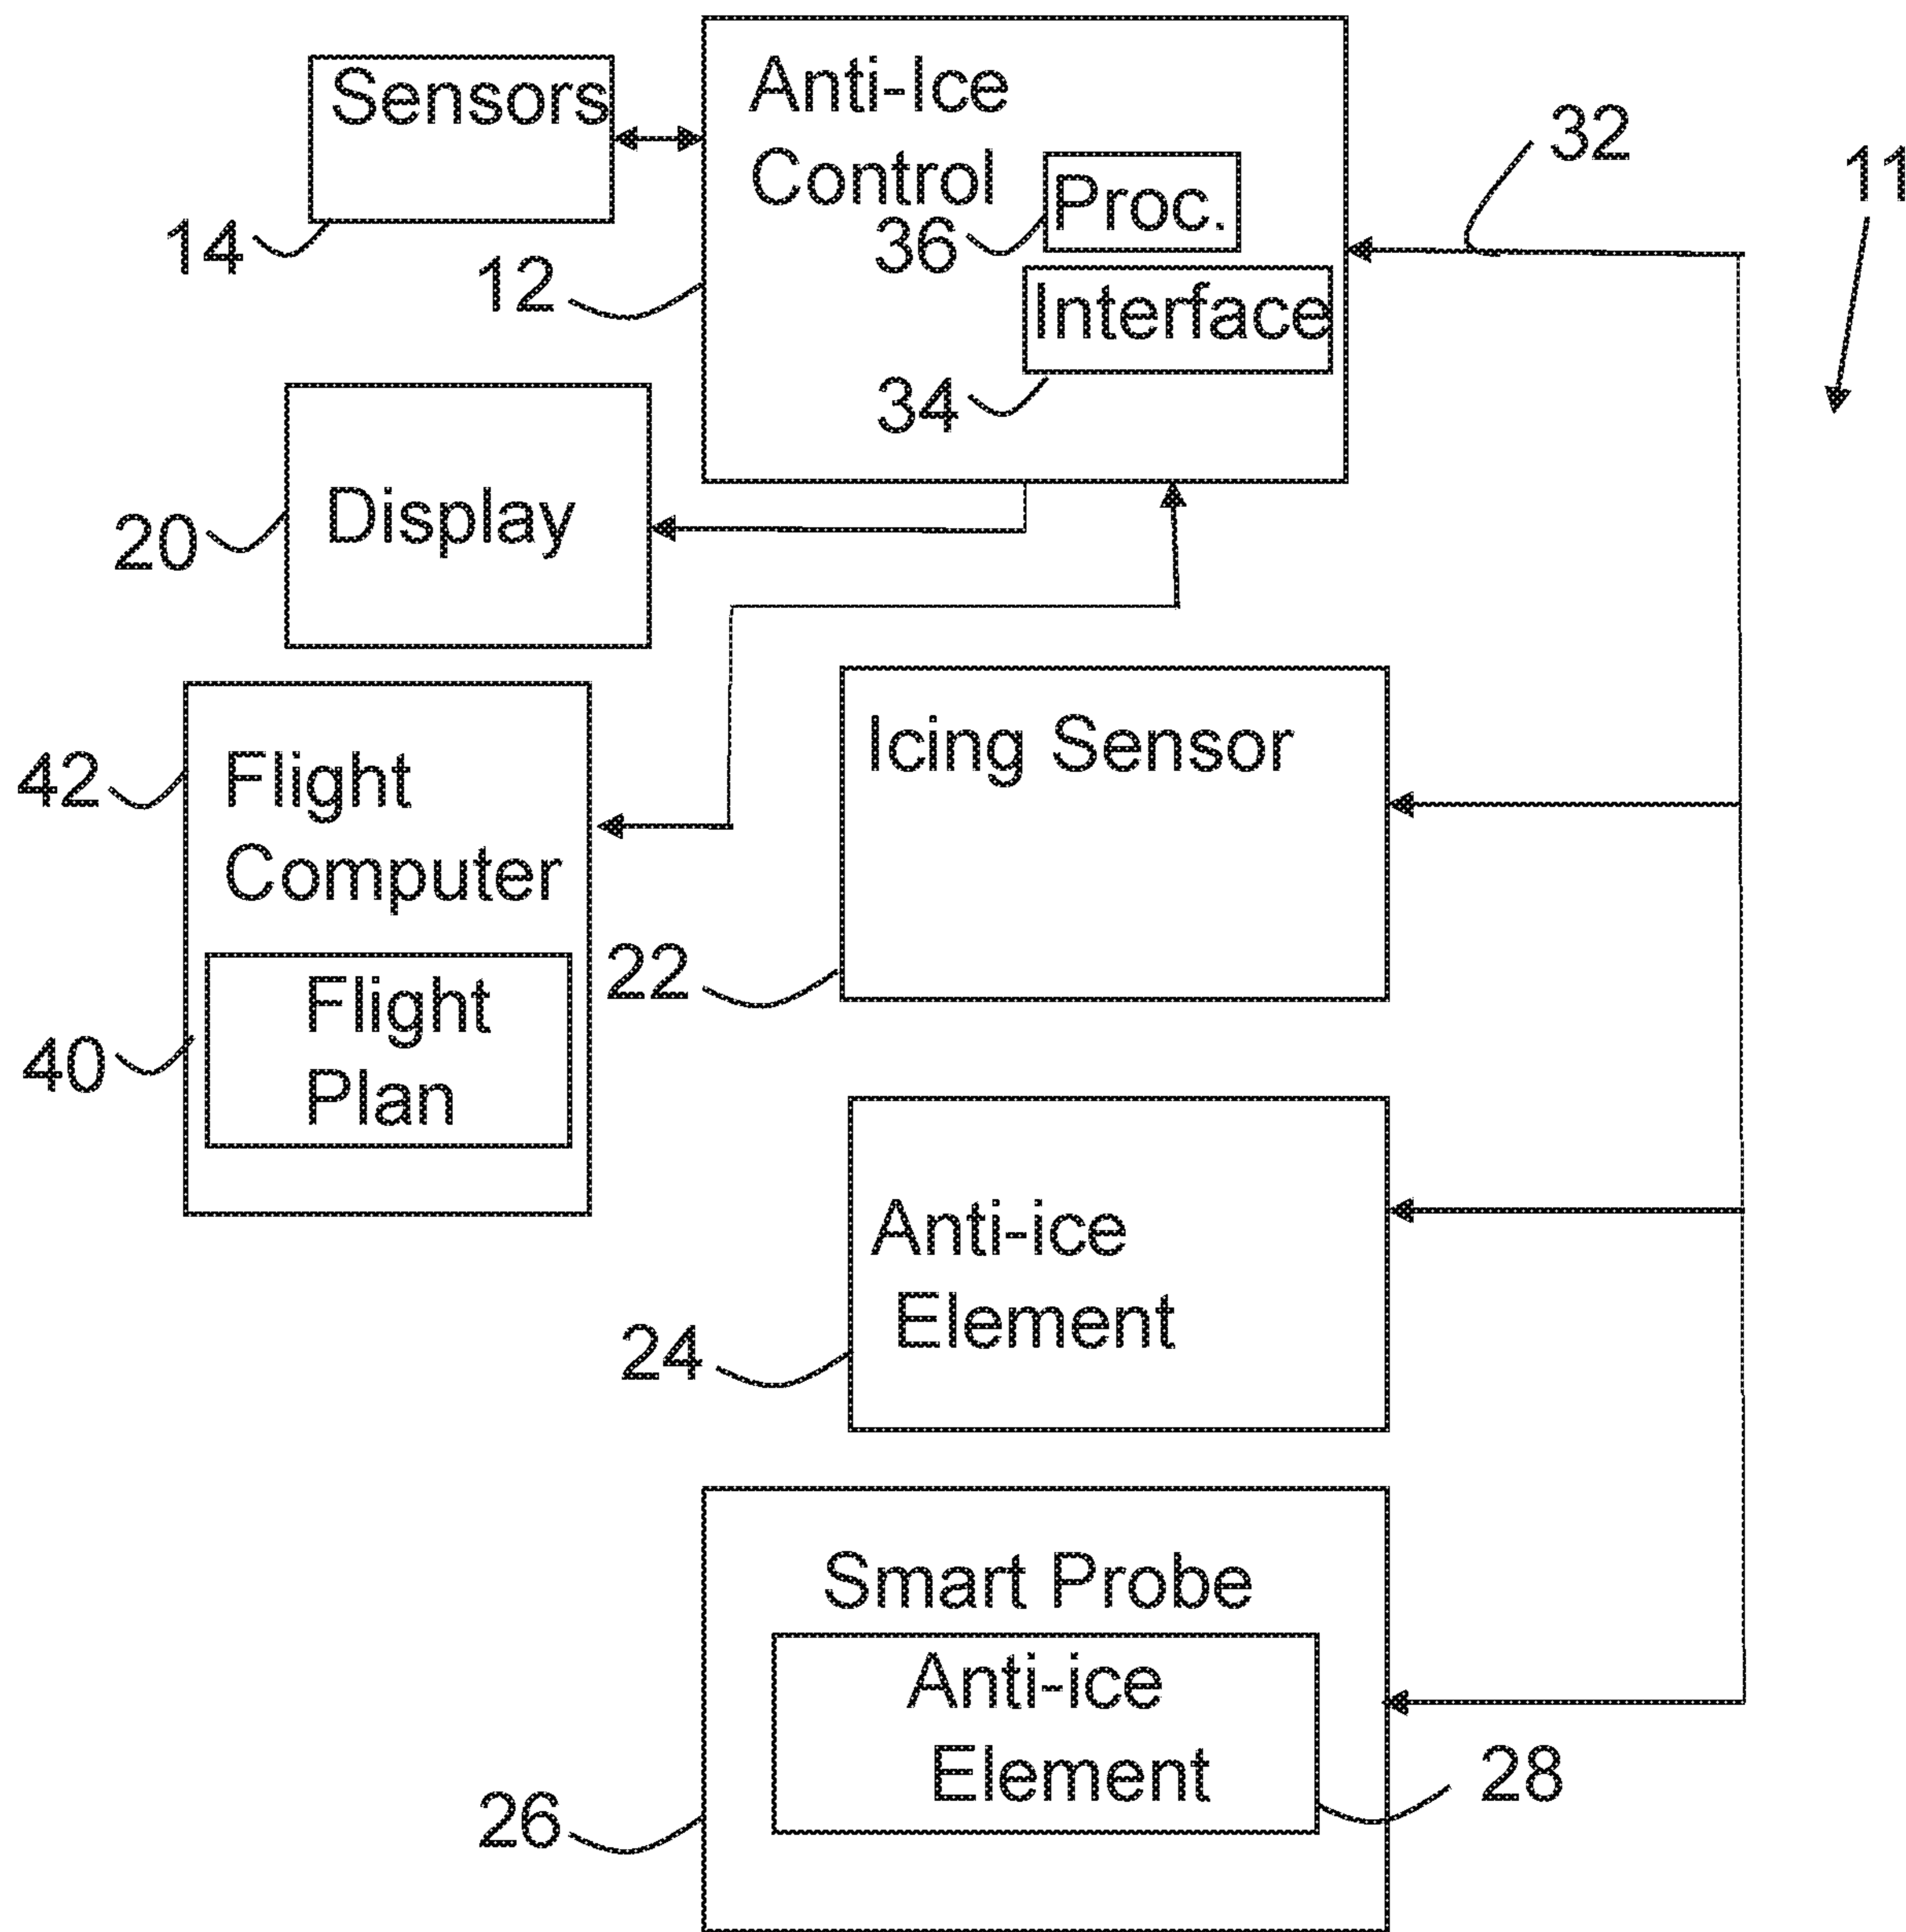 Sensors
14
Anti-Ice
Control
Proc.
36
12
Interface
34
32
11
Display
20
Flight
Computer
42
Flight
Plan
40
Icing Sensor
22
Anti-ice
Element
24
Smart Probe
Anti-ice
Element
28
26